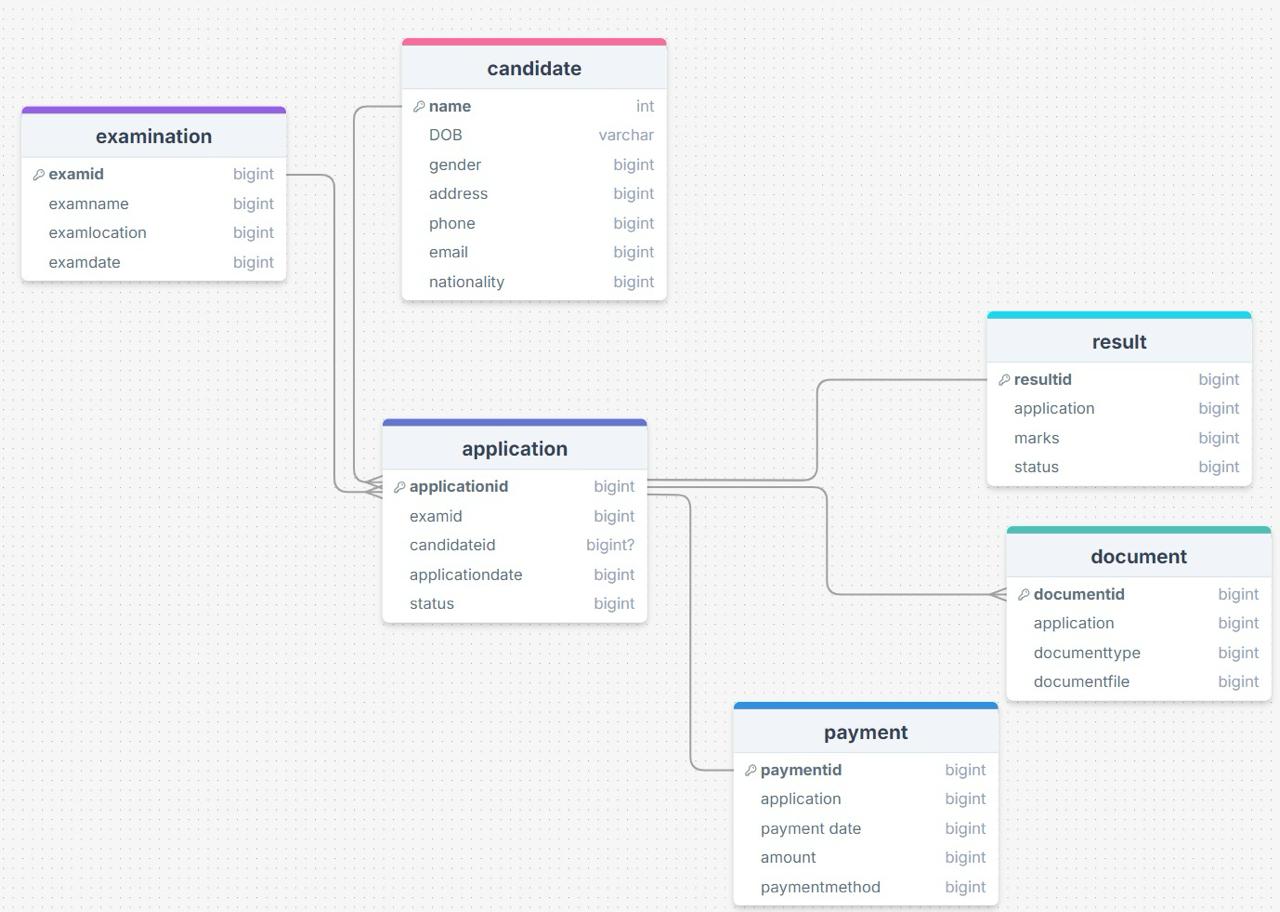 candidate
name int
DOB varchar
gender bigint
address bigint
phone bigint
email bigint
nationality bigint
examination
examid bigint
examname bigint
examlocation bigint
examdate bigint
result
resultid bigint
application bigint
marks bigint
status bigint
application
applicationid bigint
examid bigint
candidateid bigint?
applicationdate bigint
status bigint
document
documentid bigint
application bigint
documenttype bigint
documentfile bigint
payment
paymentid bigint
application bigint
payment date bigint
amount bigint
paymentmethod bigint